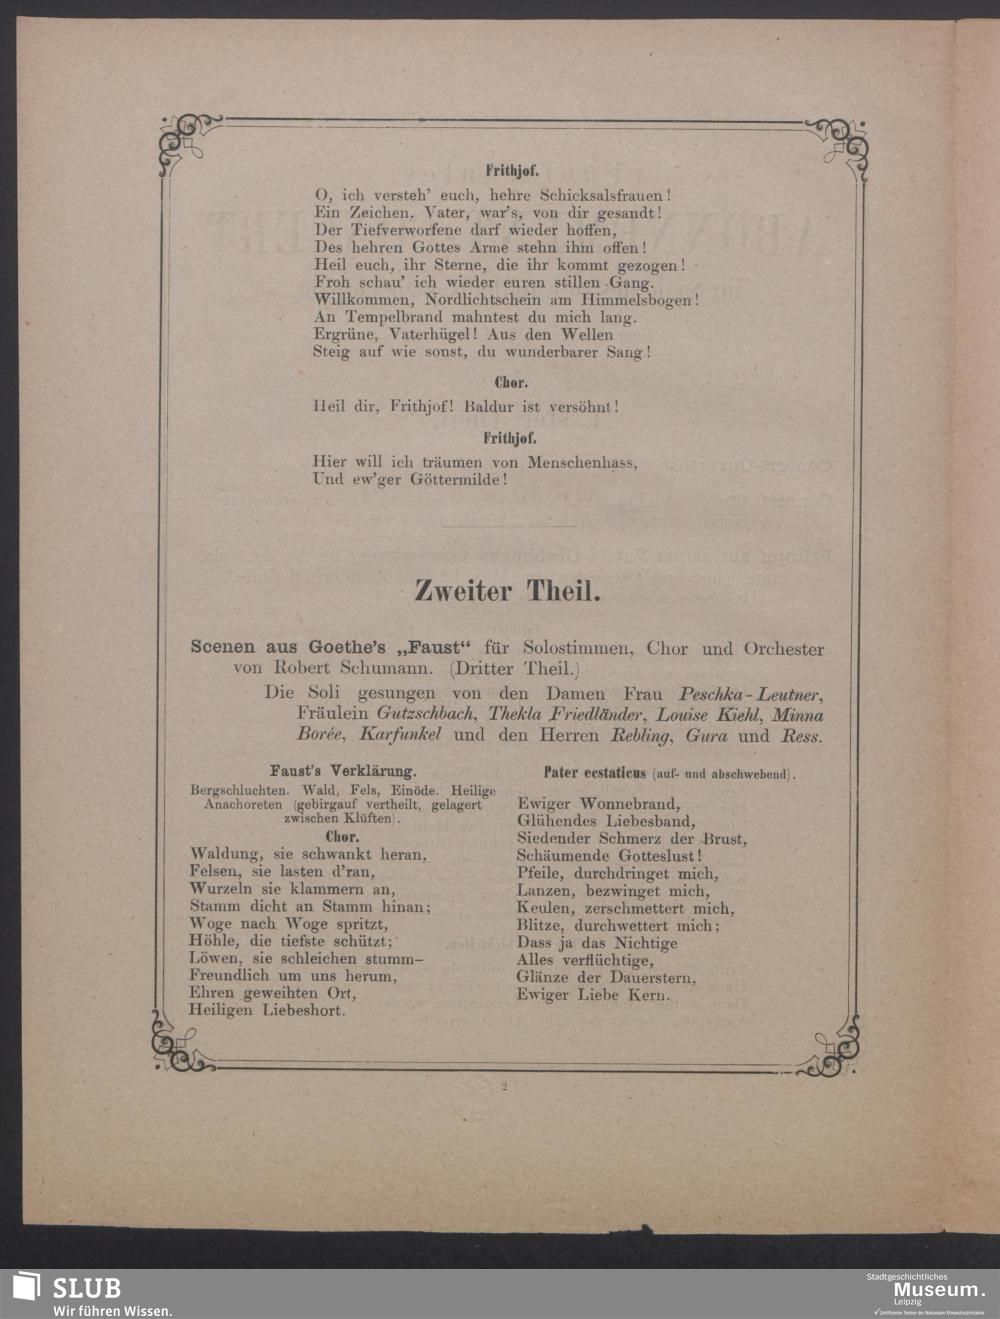 Frithjof.
O, ich versteh' euch, hehre Schicksalsfrauen!
Ein Zeichen. Vater, war's, von dir gesandt!
Der Tiefverworfene darf wieder hoffen,
Des hehren Gottes Arme stehn ihm offen!
Heil euch, ihr Sterne, die ihr kommt gezogen!
Froh schau' ich wieder euren stillen Gang.
Willkommen, Nordlichtschein am Himmelsbogen!
An Tempelbrand mahntest du mich lang.
Ergrüne, Vaterhügel! Aus den Wellen
Steig auf wie sonst, du wunderbarer Sang!
Chor.
Heil dir, Frithjof! Baldur ist versöhnt!
Frithjof.
Hier will ich träumen von Menschenhass,
Und ew'ger Göttermilde!
Zweiter Theil.
Scenen aus Goethe's „Faust“ für Solostimmen, Chor und Orchester
von Robert Schumann. (Dritter Theil.)
Die Soli gesungen von den Damen Frau Peschka-Leutner,
Fräulein Gutzschbach, Thekla Friedländer, Louise Kiehl, Minna
Borée, Karfunkel und den Herren Rebling, Gura und Ress.
Faust's Verklärung.
Bergschluchten. Wald, Fels, Einöde. Heilige
Anachoreten (gebirgauf vertheilt, gelagert
zwischen Klüften).
Chor.
Waldung, sie schwankt heran,
Felsen, sie lasten d'ran,
Wurzeln sie klammern an,
Stamm dicht an Stamm hinan;
Woge nach Woge spritzt,
Höhle, die tiefste schützt;
Löwen, sie schleichen stumm-
Freundlich um uns herum,
Ehren geweihten Ort,
Heiligen Liebeshort.
Pater ecstaticus (auf- und abschwebend).
Ewiger Wonnebrand,
Glühendes Liebesband,
Siedender Schmerz der Brust,
Schäumende Gotteslust!
Pfeile, durchdringet mich,
Lanzen, bezwinget mich,
Keulen, zerschmettert mich,
Blitze, durchwettert mich;
Dass ja das Nichtige
Alles verflüchtige,
Glänze der Dauerstern,
Ewiger Liebe Kern.
2
SLUB
Wir führen Wissen.
Stadtgeschichtliches
Museum.
Leipzig
Zertifizierter Partner der Nationalen Klimaschutzinitiative